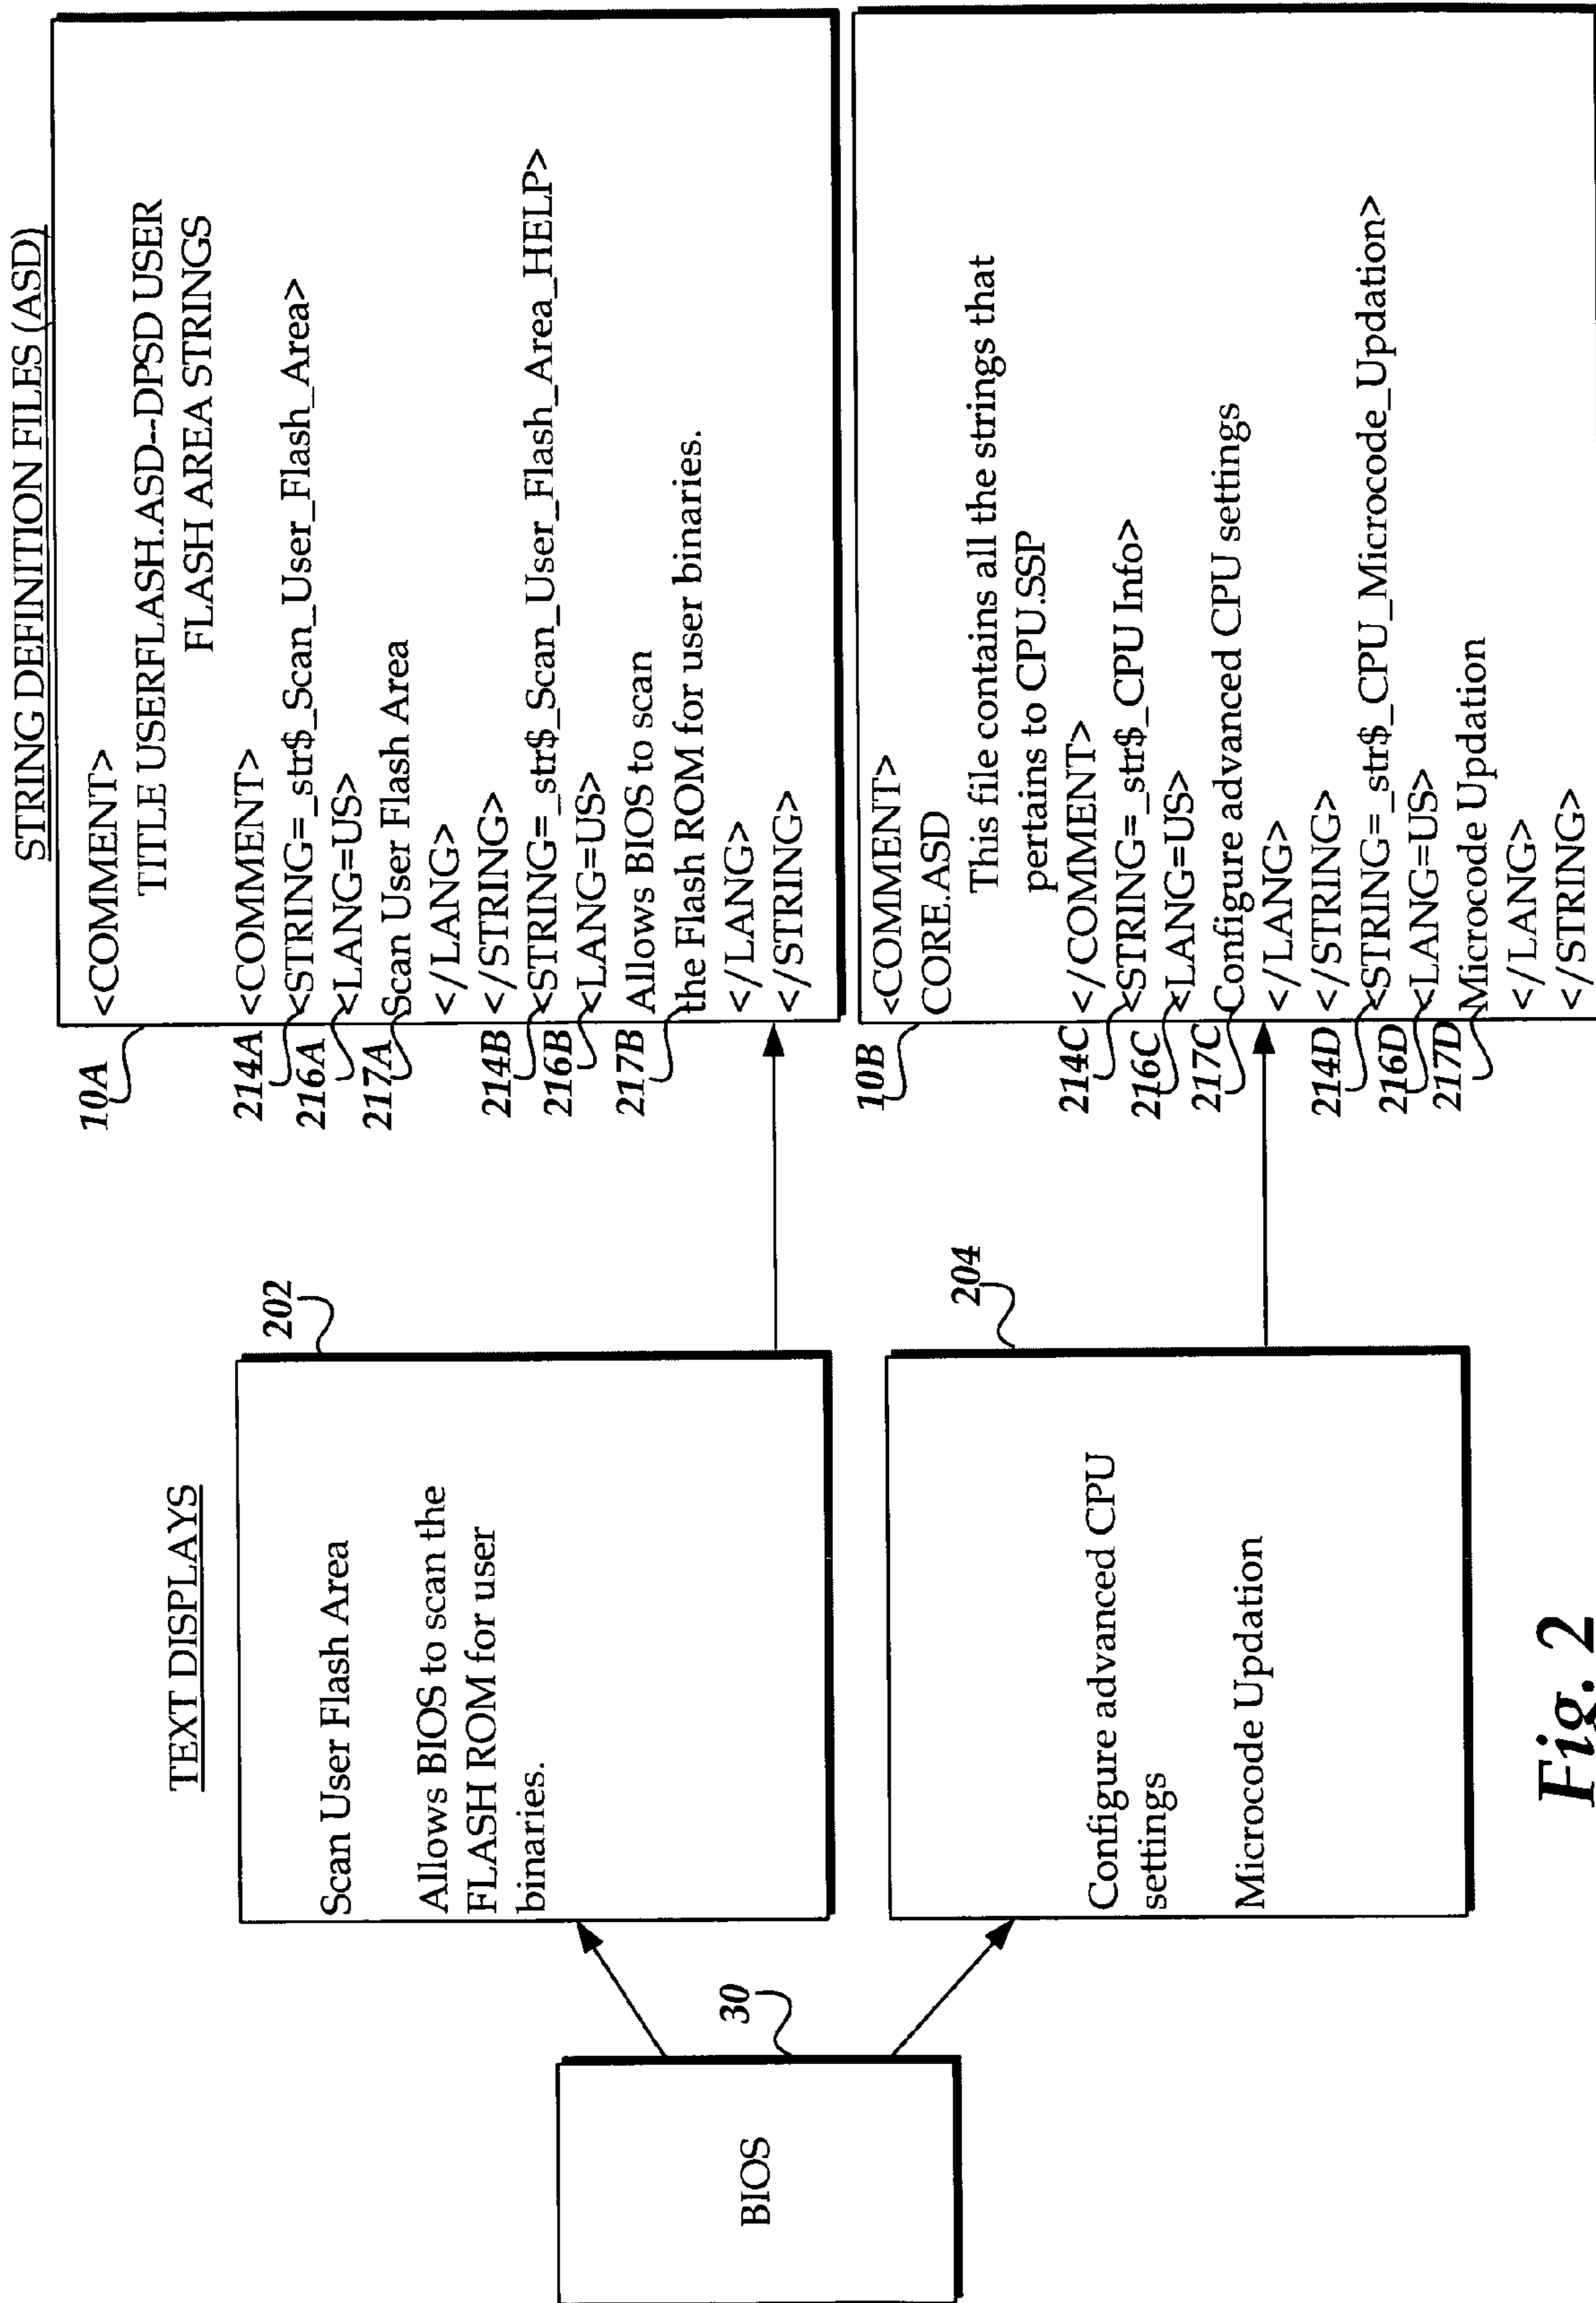 STRING DEFINITION FILES (ASD)
10A
<COMMENT>
TITLE USERFLASH.ASD--DPSD USER
FLASH AREA STRINGS
<COMMENT>
214A
<STRING=_str$_Scan_User_Flash_Area>
216A
<LANG=US>
217A
Scan User Flash Area
</LANG>
</STRING>
214B
<STRING=_str$_Scan_User_Flash_Area_HELP>
216B
<LANG=US>
217B
Allows BIOS to scan
the Flash ROM for user binaries.
</LANG>
</STRING>
10B
<COMMENT>
CORE.ASD
This file contains all the strings that
pertains to CPU.SSP
</COMMENT>
214C
<STRING=_str$_CPU Info>
216C
<LANG=US>
217C
Configure advanced CPU settings
</LANG>
</STRING>
214D
<STRING=_str$_CPU_Microcode_Updation>
216D
<LANG=US>
217D
Microcode Updation
</LANG>
</STRING>
TEXT DISPLAYS
202
Scan User Flash Area
Allows BIOS to scan the
FLASH ROM for user
binaries.
204
Configure advanced CPU
settings
Microcode Updation
30
BIOS
Fig. 2